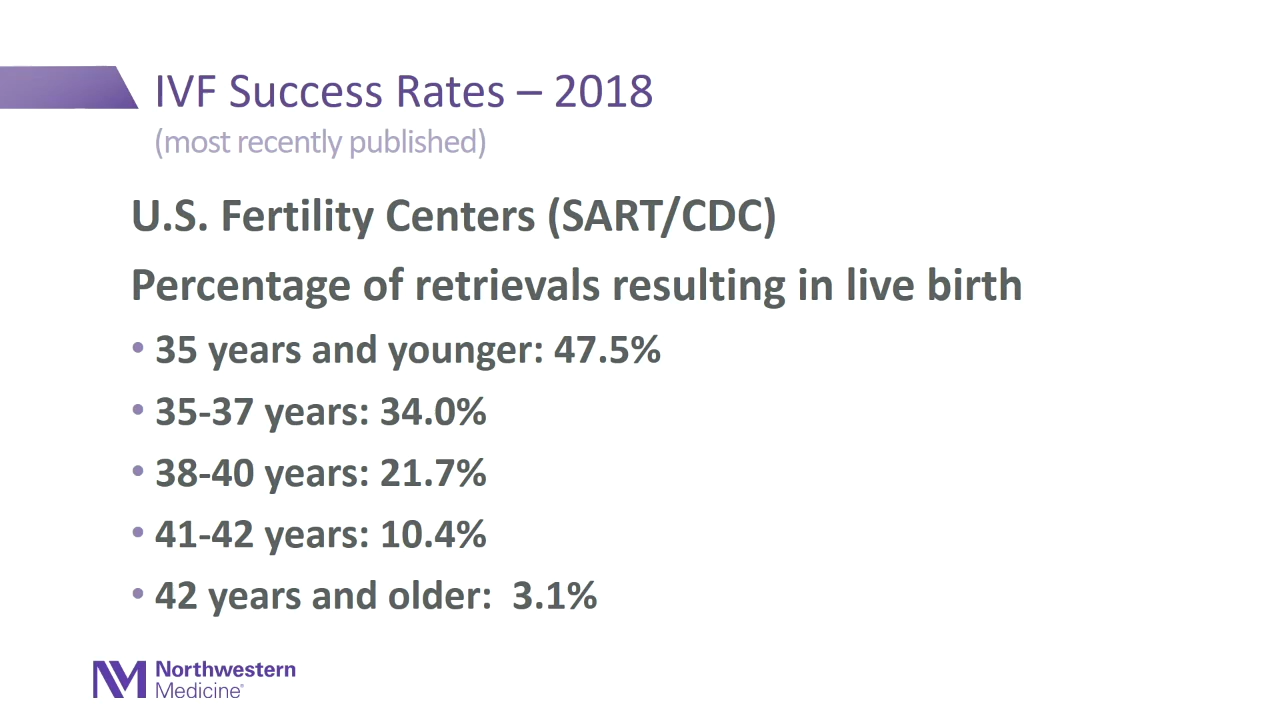 IVF Success Rates – 2018
(most recently published)
U.S. Fertility Centers (SART/CDC)
Percentage of retrievals resulting in live birth
• 35 years and younger: 47.5%
• 35-37 years: 34.0%
• 38-40 years: 21.7%
• 41-42 years: 10.4%
• 42 years and older:  3.1%
NM Northwestern
Medicine®